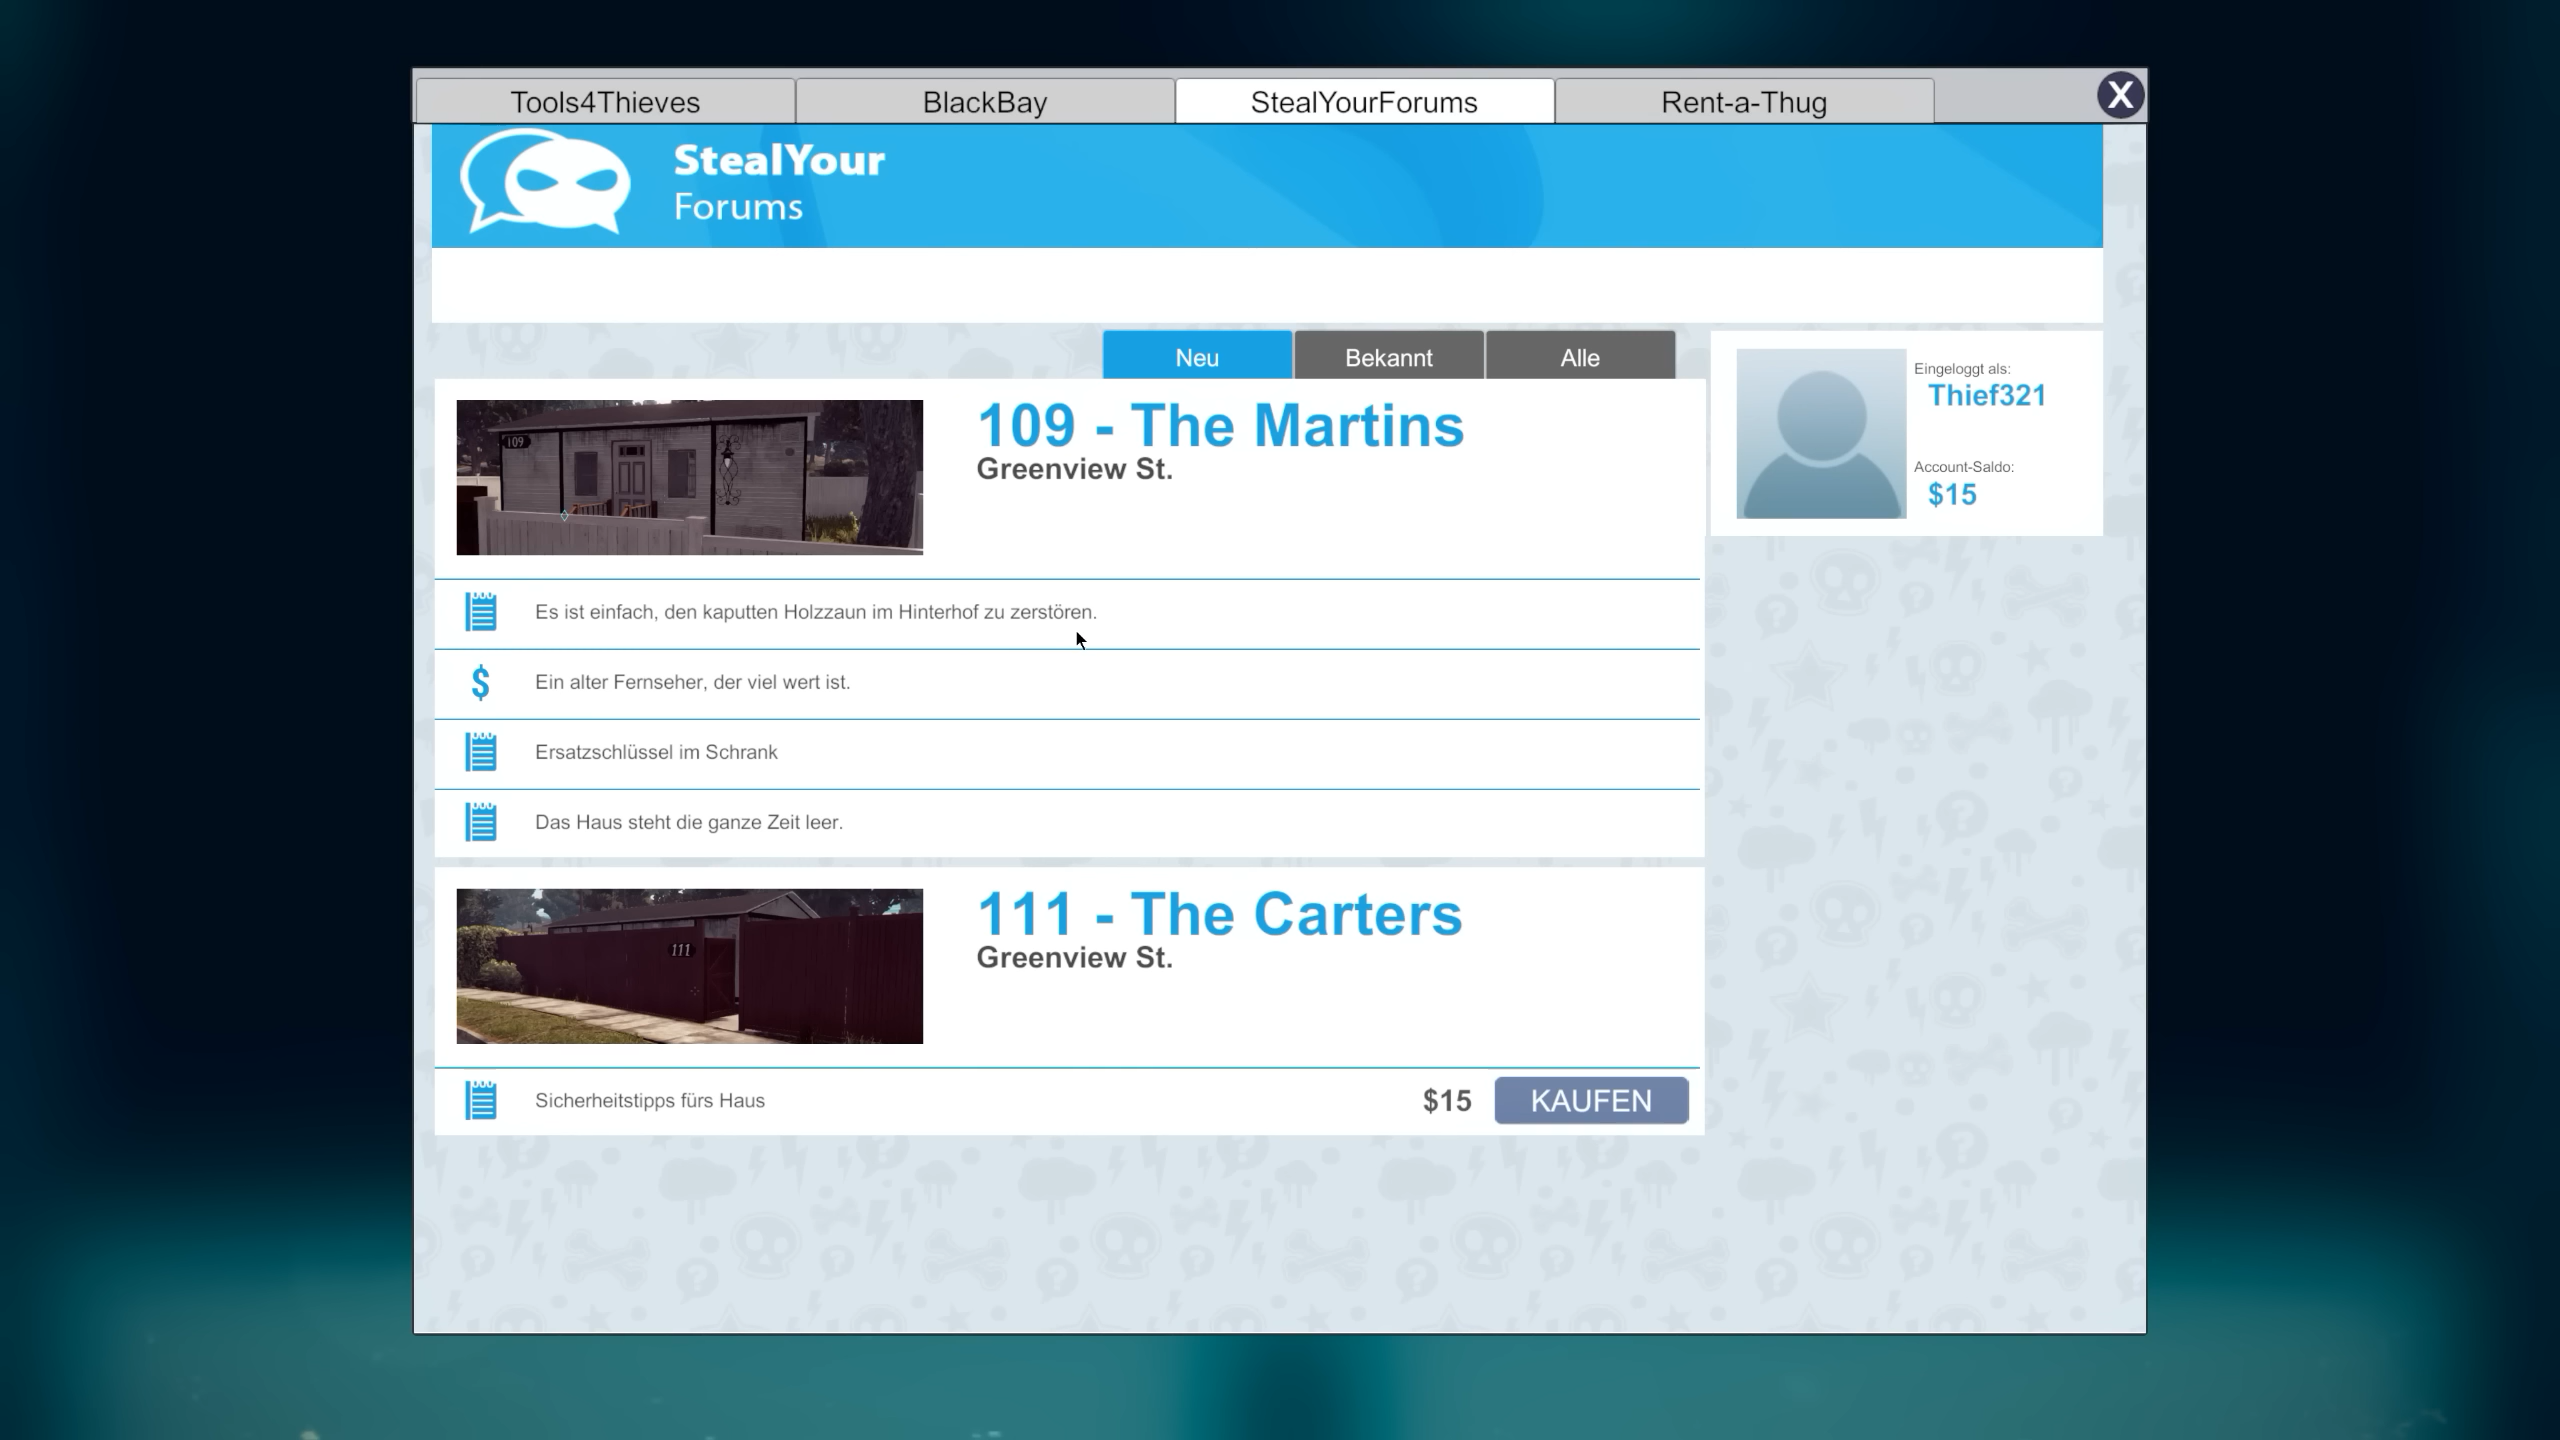 Tools4Thieves
BlackBay
StealYourForums
Rent-a-Thug
X
StealYour
Forums
Neu
Bekannt
Alle
Eingeloggt als:
Thief321
Account-Saldo:
$15
109
109 - The Martins
Greenview St.
Es ist einfach, den kaputten Holzzaun im Hinterhof zu zerstören.
$
Ein alter Fernseher, der viel wert ist.
Ersatzschlüssel im Schrank
Das Haus steht die ganze Zeit leer.
111
111 - The Carters
Greenview St.
Sicherheitstipps fürs Haus
$15
KAUFEN